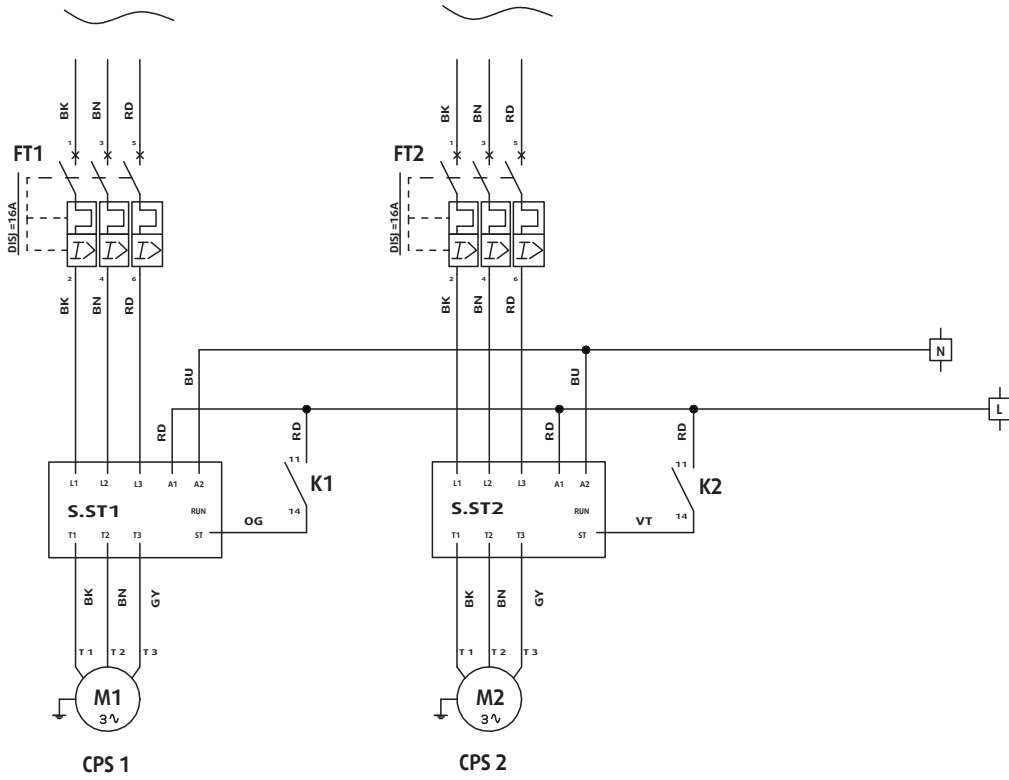 BK BN RD BK BN RD
1 3 5 1 3 5
FT1 FT2
DISJ =16A DISJ =16A
2 4 6 2 4 6
BK BN RD BK BN RD
N
BU BU
L
RD RD RD RD
11 11
L1 L2 L3 A1 A2 K1 L1 L2 L3 A1 A2 K2
S.ST1 RUN 14 S.ST2 RUN 14
OG VT
T1 T2 T3 ST T1 T2 T3 ST
BK BN GY BK BN GY
T 1 T 2 T 3 T 1 T 2 T 3
M1 M2
3∿ 3∿
CPS 1 CPS 2